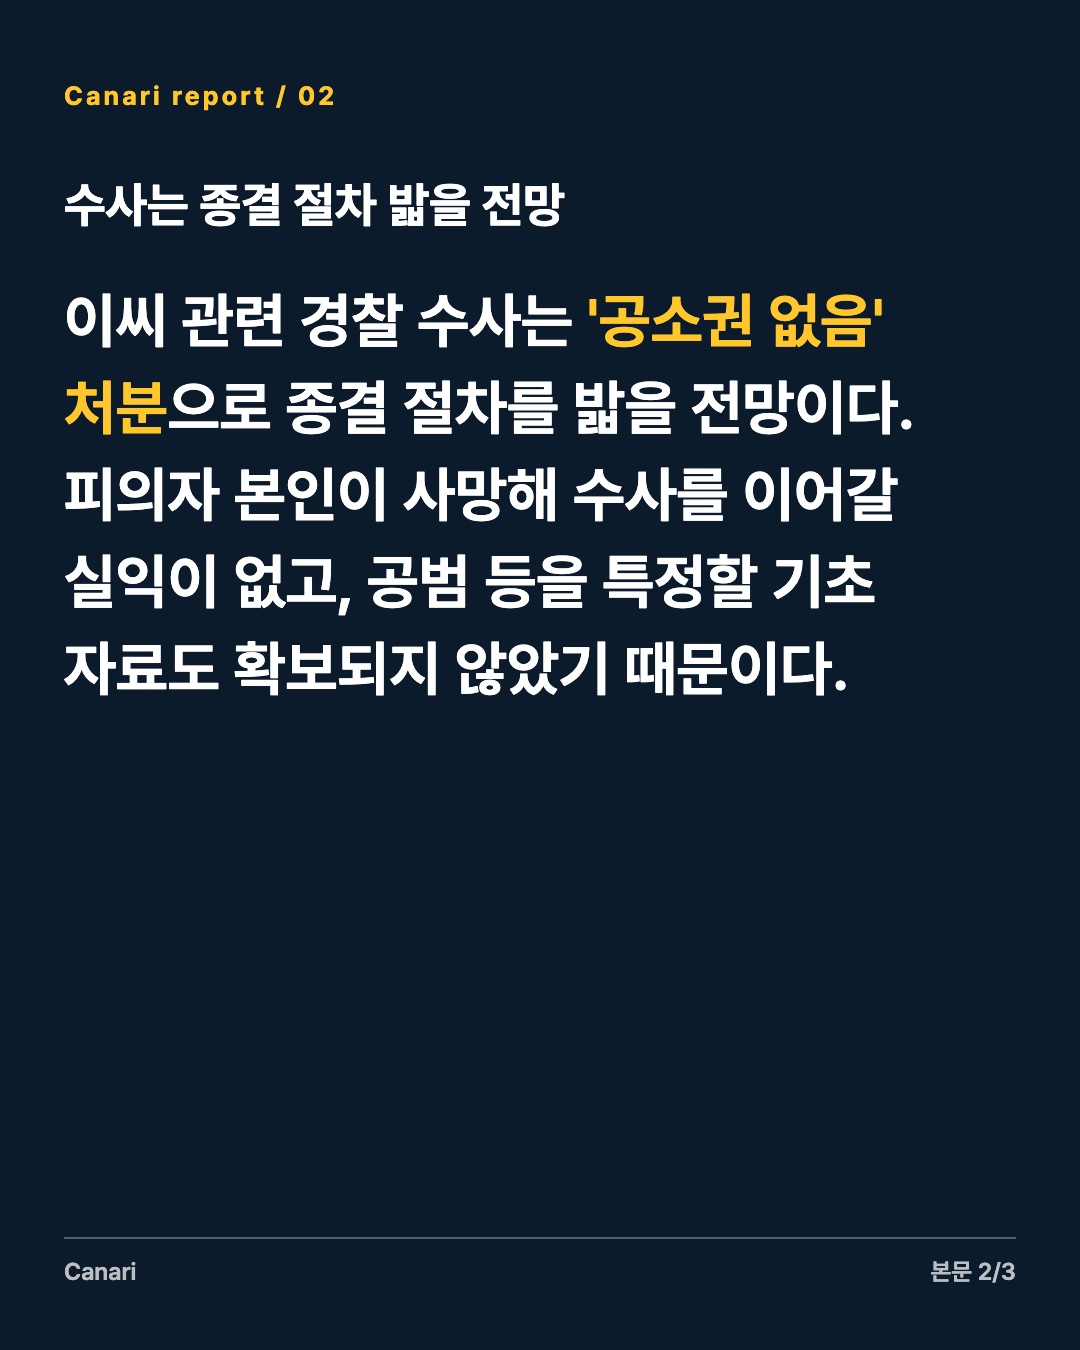 Canari report / 02
수사는 종결 절차 밟을 전망
이씨 관련 경찰 수사는 '공소권 없음'
처분으로 종결 절차를 밟을 전망이다.
피의자 본인이 사망해 수사를 이어갈
실익이 없고, 공범 등을 특정할 기초
자료도 확보되지 않았기 때문이다.
Canari
본문 2/3